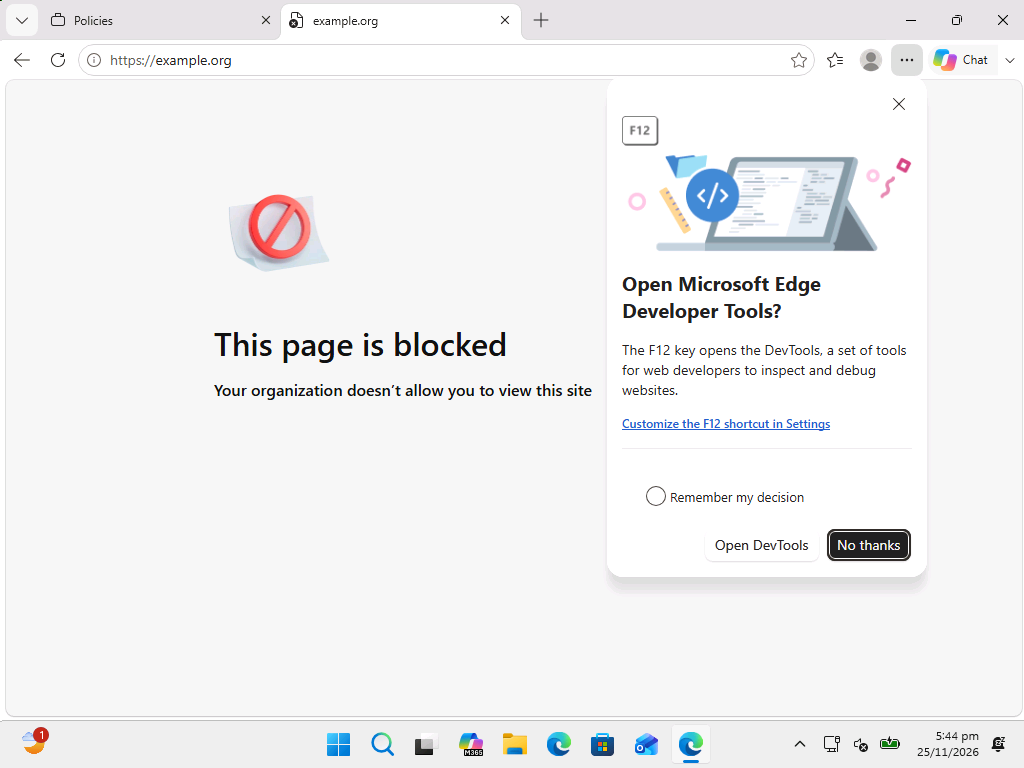 Policies
example.org
https://example.org
Chat
F12
Open Microsoft Edge
Developer Tools?
The F12 key opens the DevTools, a set of tools
for web developers to inspect and debug
websites.
Customize the F12 shortcut in Settings
Remember my decision
Open DevTools
No thanks
This page is blocked
Your organization doesn't allow you to view this site
1
M365
5:44 pm
25/11/2026